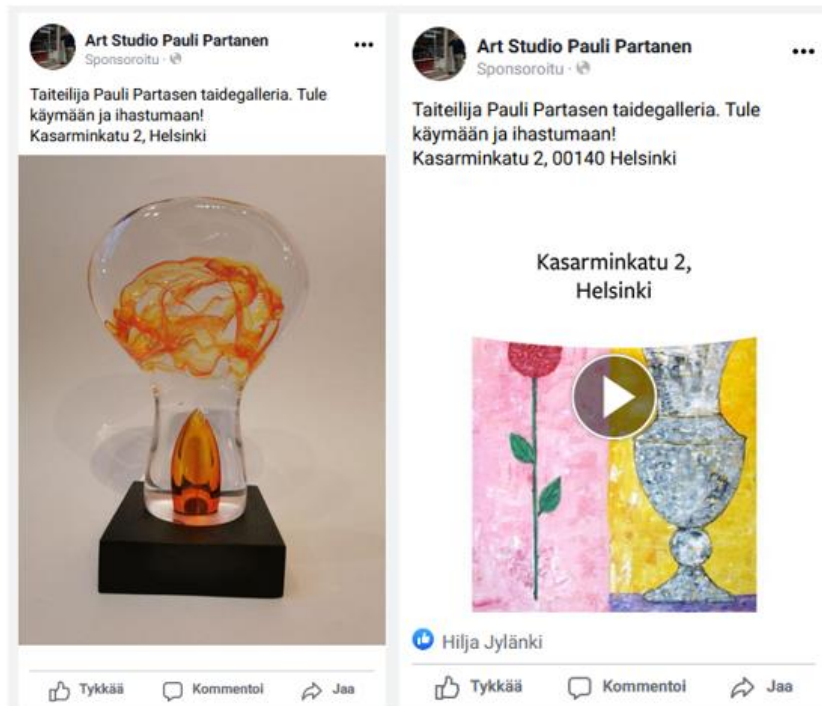 Art Studio Pauli Partanen
Sponsoroitu ·
Taiteilija Pauli Partasen taidegalleria. Tule
käymään ja ihastumaan!
Kasarminkatu 2, Helsinki
Tykkää
Kommentoi
Jaa
Art Studio Pauli Partanen
Sponsoroitu ·
Taiteilija Pauli Partasen taidegalleria. Tule
käymään ja ihastumaan!
Kasarminkatu 2, 00140 Helsinki
Kasarminkatu 2,
Helsinki
Hilja Jylänki
Tykkää
Kommentoi
Jaa